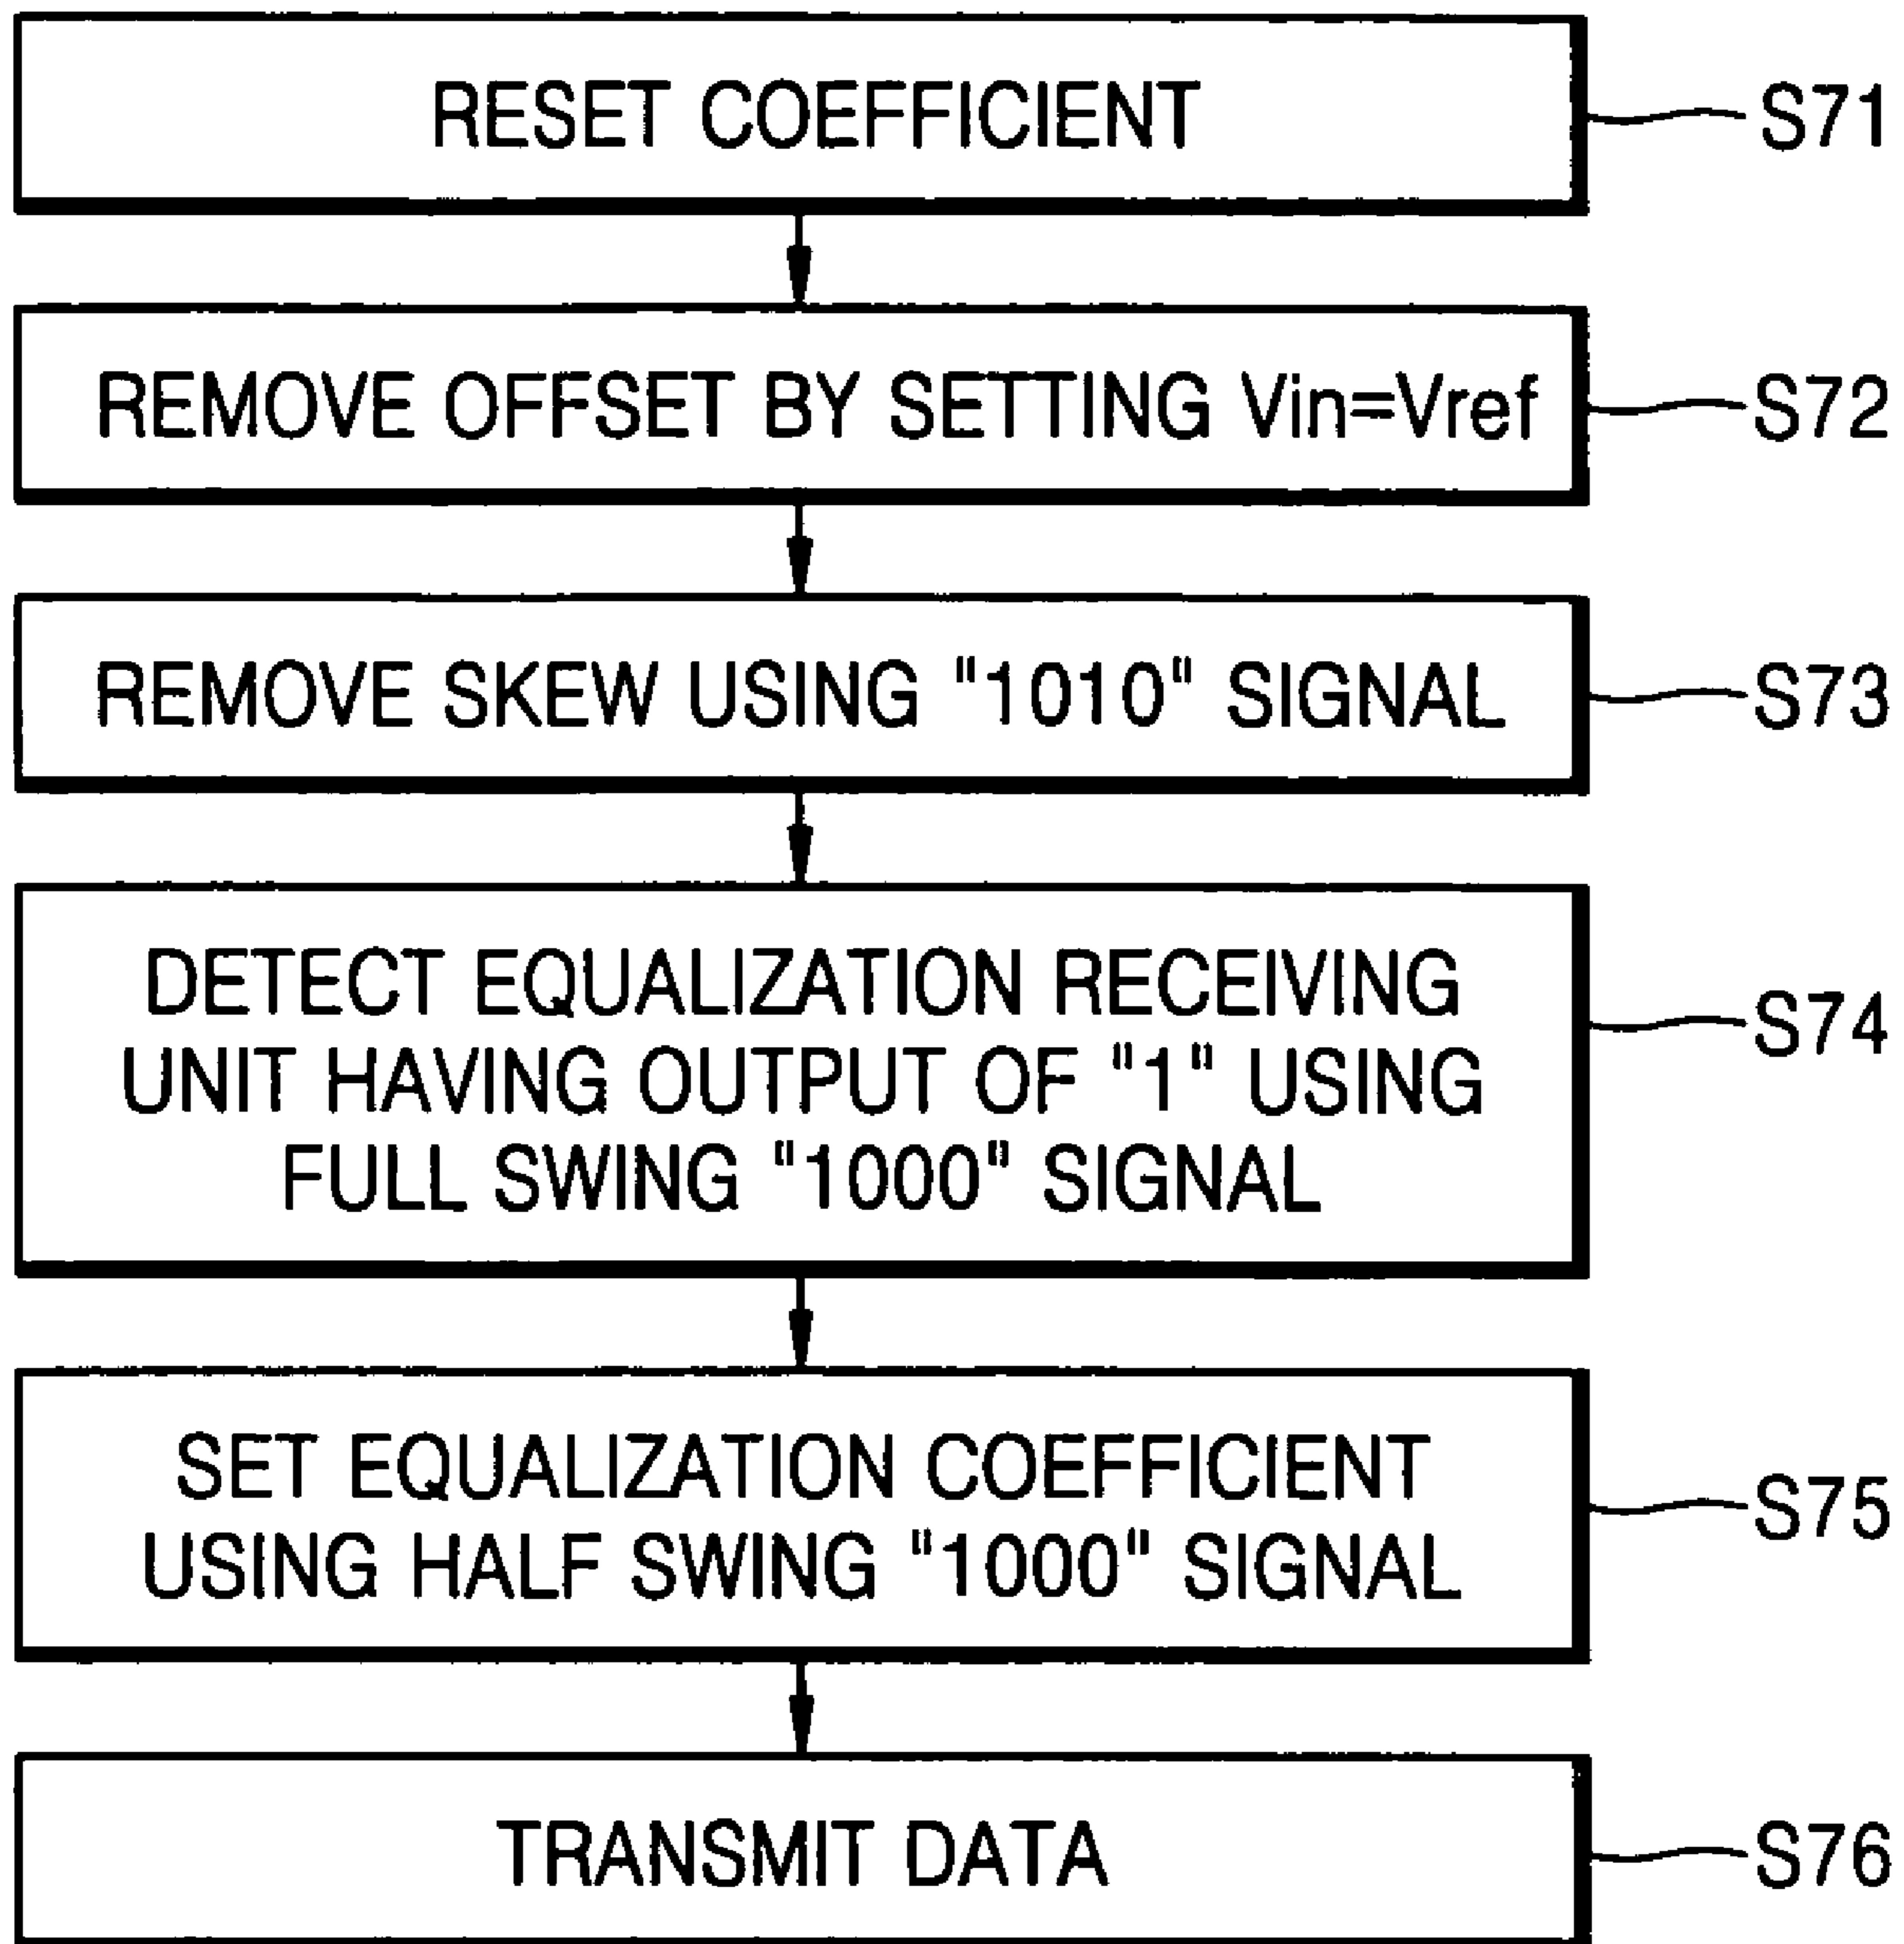 RESET COEFFICIENT
S71
REMOVE OFFSET BY SETTING Vin=Vref
S72
REMOVE SKEW USING "1010" SIGNAL
S73
DETECT EQUALIZATION RECEIVING
UNIT HAVING OUTPUT OF "1" USING
FULL SWING "1000" SIGNAL
S74
SET EQUALIZATION COEFFICIENT
USING HALF SWING "1000" SIGNAL
S75
TRANSMIT DATA
S76